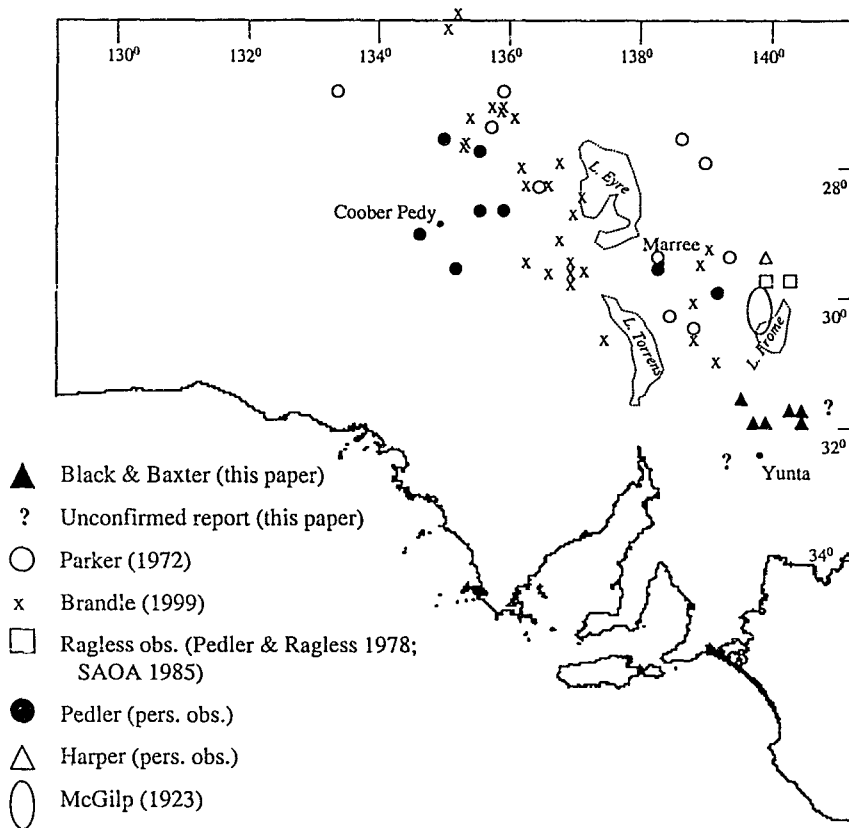 130⁰ 132⁰ 134⁰ 136⁰ 138⁰ 140⁰
28⁰
L. Eyre
Coober Pedy
Marree
30⁰
L. Torrens
L. Frome
?
32⁰
?
Yunta
34⁰
Black & Baxter (this paper)
? Unconfirmed report (this paper)
Parker (1972)
x Brandle (1999)
Ragless obs. (Pedler & Ragless 1978;
SAOA 1985)
Pedler (pers. obs.)
Harper (pers. obs.)
McGilp (1923)